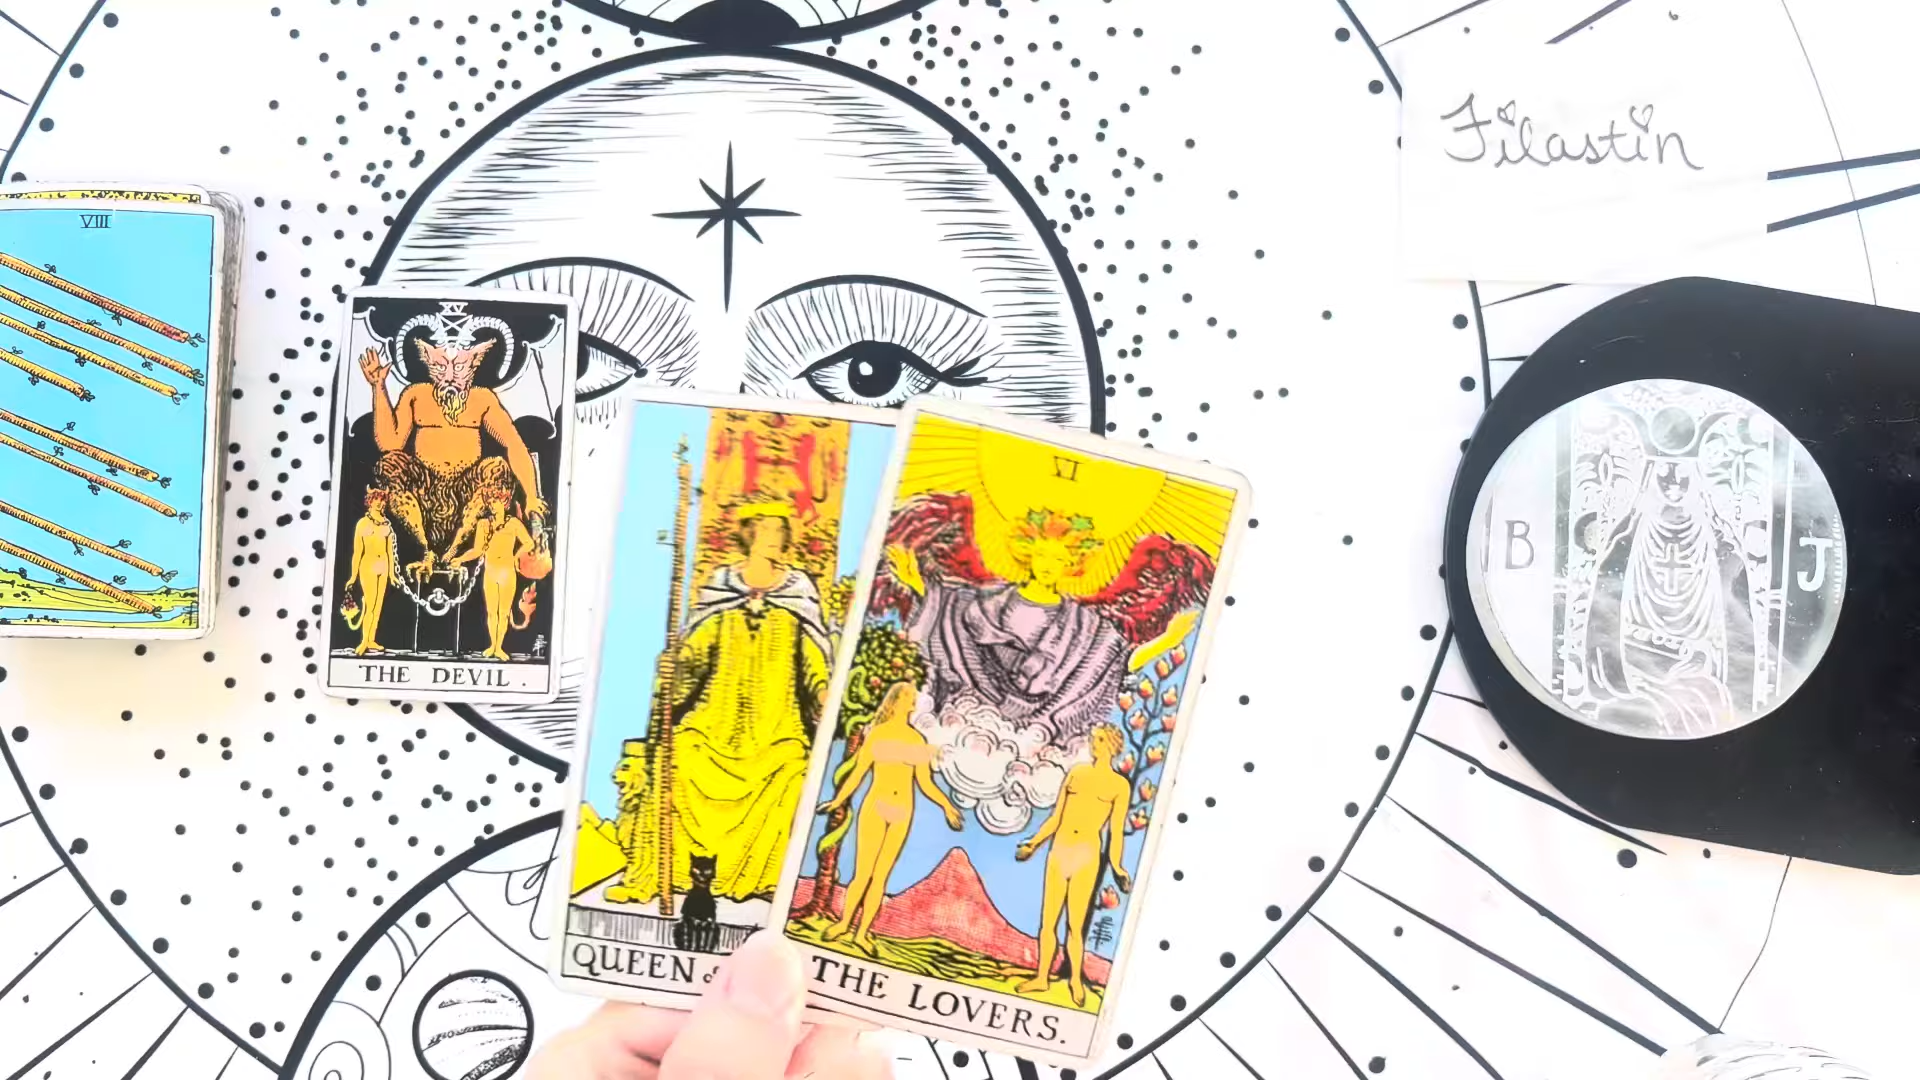 Filastin
VIII
XV
THE DEVIL.
QUEEN
VI
THE LOVERS.
B
J